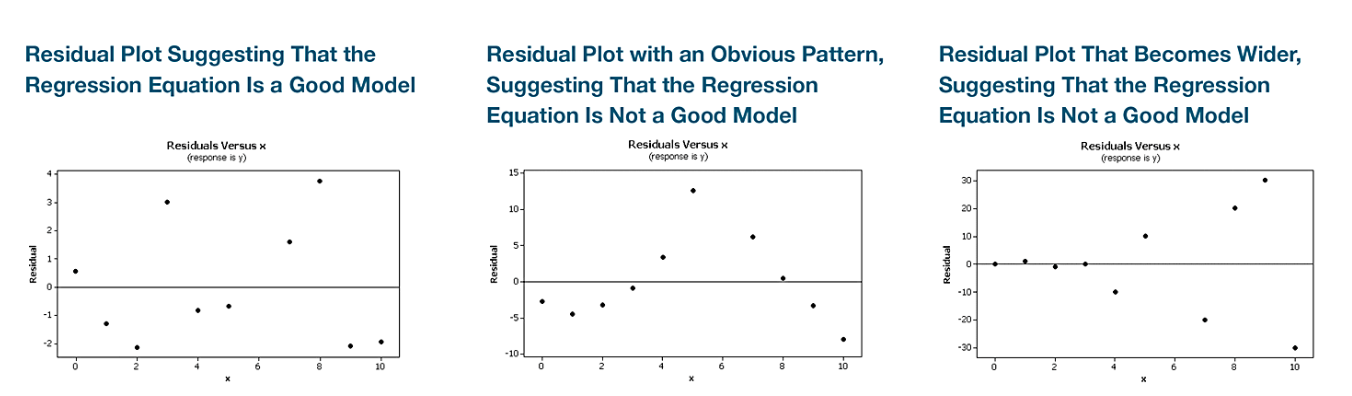 Residual Plot Suggesting That the
Regression Equation Is a Good Model
Residuals Versus x
(response is y)
4
3
2
1
0
-1
-2
Residual
0
2
4
6
8
10
x
Residual Plot with an Obvious Pattern,
Suggesting That the Regression
Equation Is Not a Good Model
Residuals Versus x
(response is y)
15
10
5
0
-5
-10
Residual
0
2
4
6
8
10
x
Residual Plot That Becomes Wider,
Suggesting That the Regression
Equation Is Not a Good Model
Residuals Versus x
(response is y)
30
20
10
0
-10
-20
-30
Residual
0
2
4
6
8
10
x